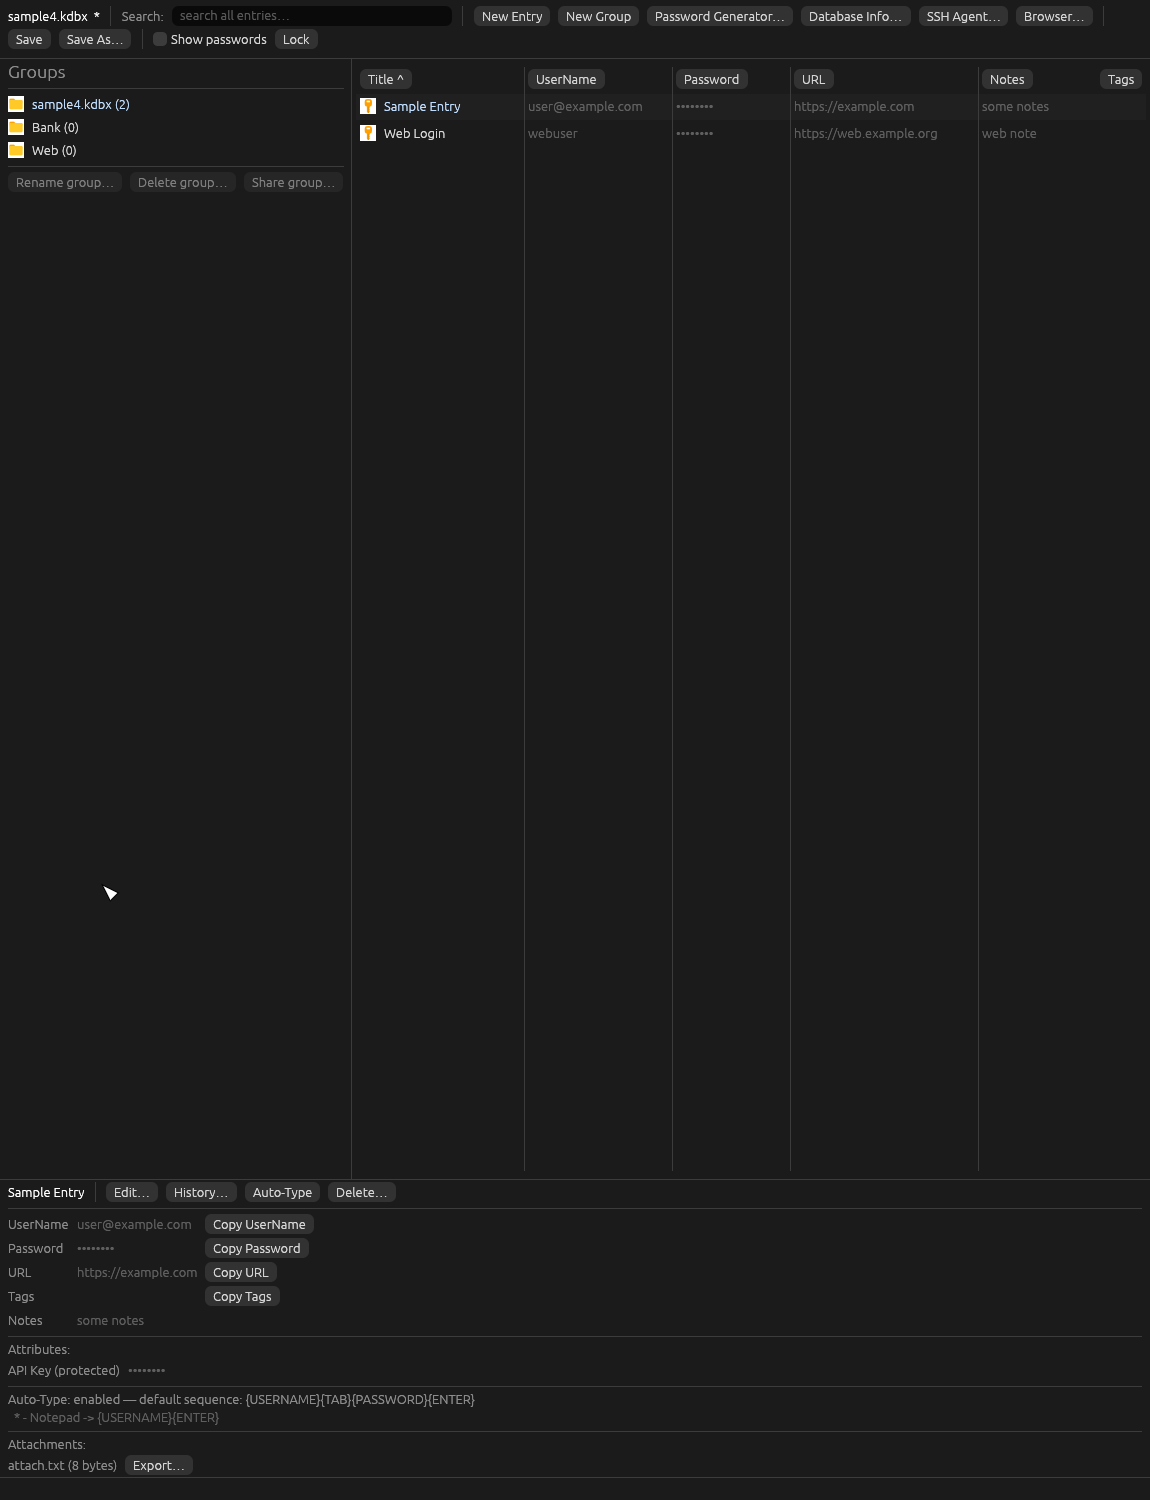 sample4.kdbx * Search: search all entries… New Entry New Group Password Generator… Database Info… SSH Agent… Browser…
Save Save As… Show passwords Lock
Groups
sample4.kdbx (2)
Bank (0)
Web (0)
Rename group… Delete group… Share group…
Title ^ UserName Password URL Notes Tags
Sample Entry user@example.com •••••••• https://example.com some notes
Web Login webuser •••••••• https://web.example.org web note
Sample Entry Edit… History… Auto-Type Delete…
UserName user@example.com Copy UserName
Password •••••••• Copy Password
URL https://example.com Copy URL
Tags Copy Tags
Notes some notes
Attributes:
API Key (protected) ••••••••
Auto-Type: enabled — default sequence: {USERNAME}{TAB}{PASSWORD}{ENTER}
* - Notepad -> {USERNAME}{ENTER}
Attachments:
attach.txt (8 bytes) Export…